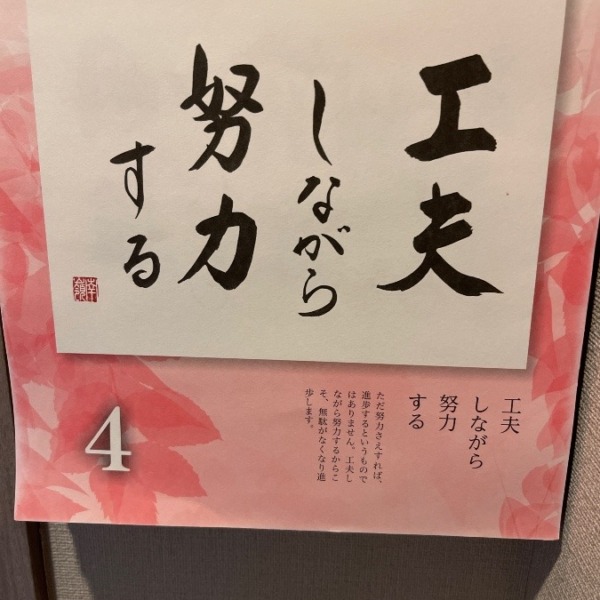 工夫
しながら
努力
する
工夫
しながら
努力
する
ただ努力さえすれば、
進歩するというもので
はありません。工夫し
ながら努力するからこ
そ、無駄がなくなり進
歩します。
4